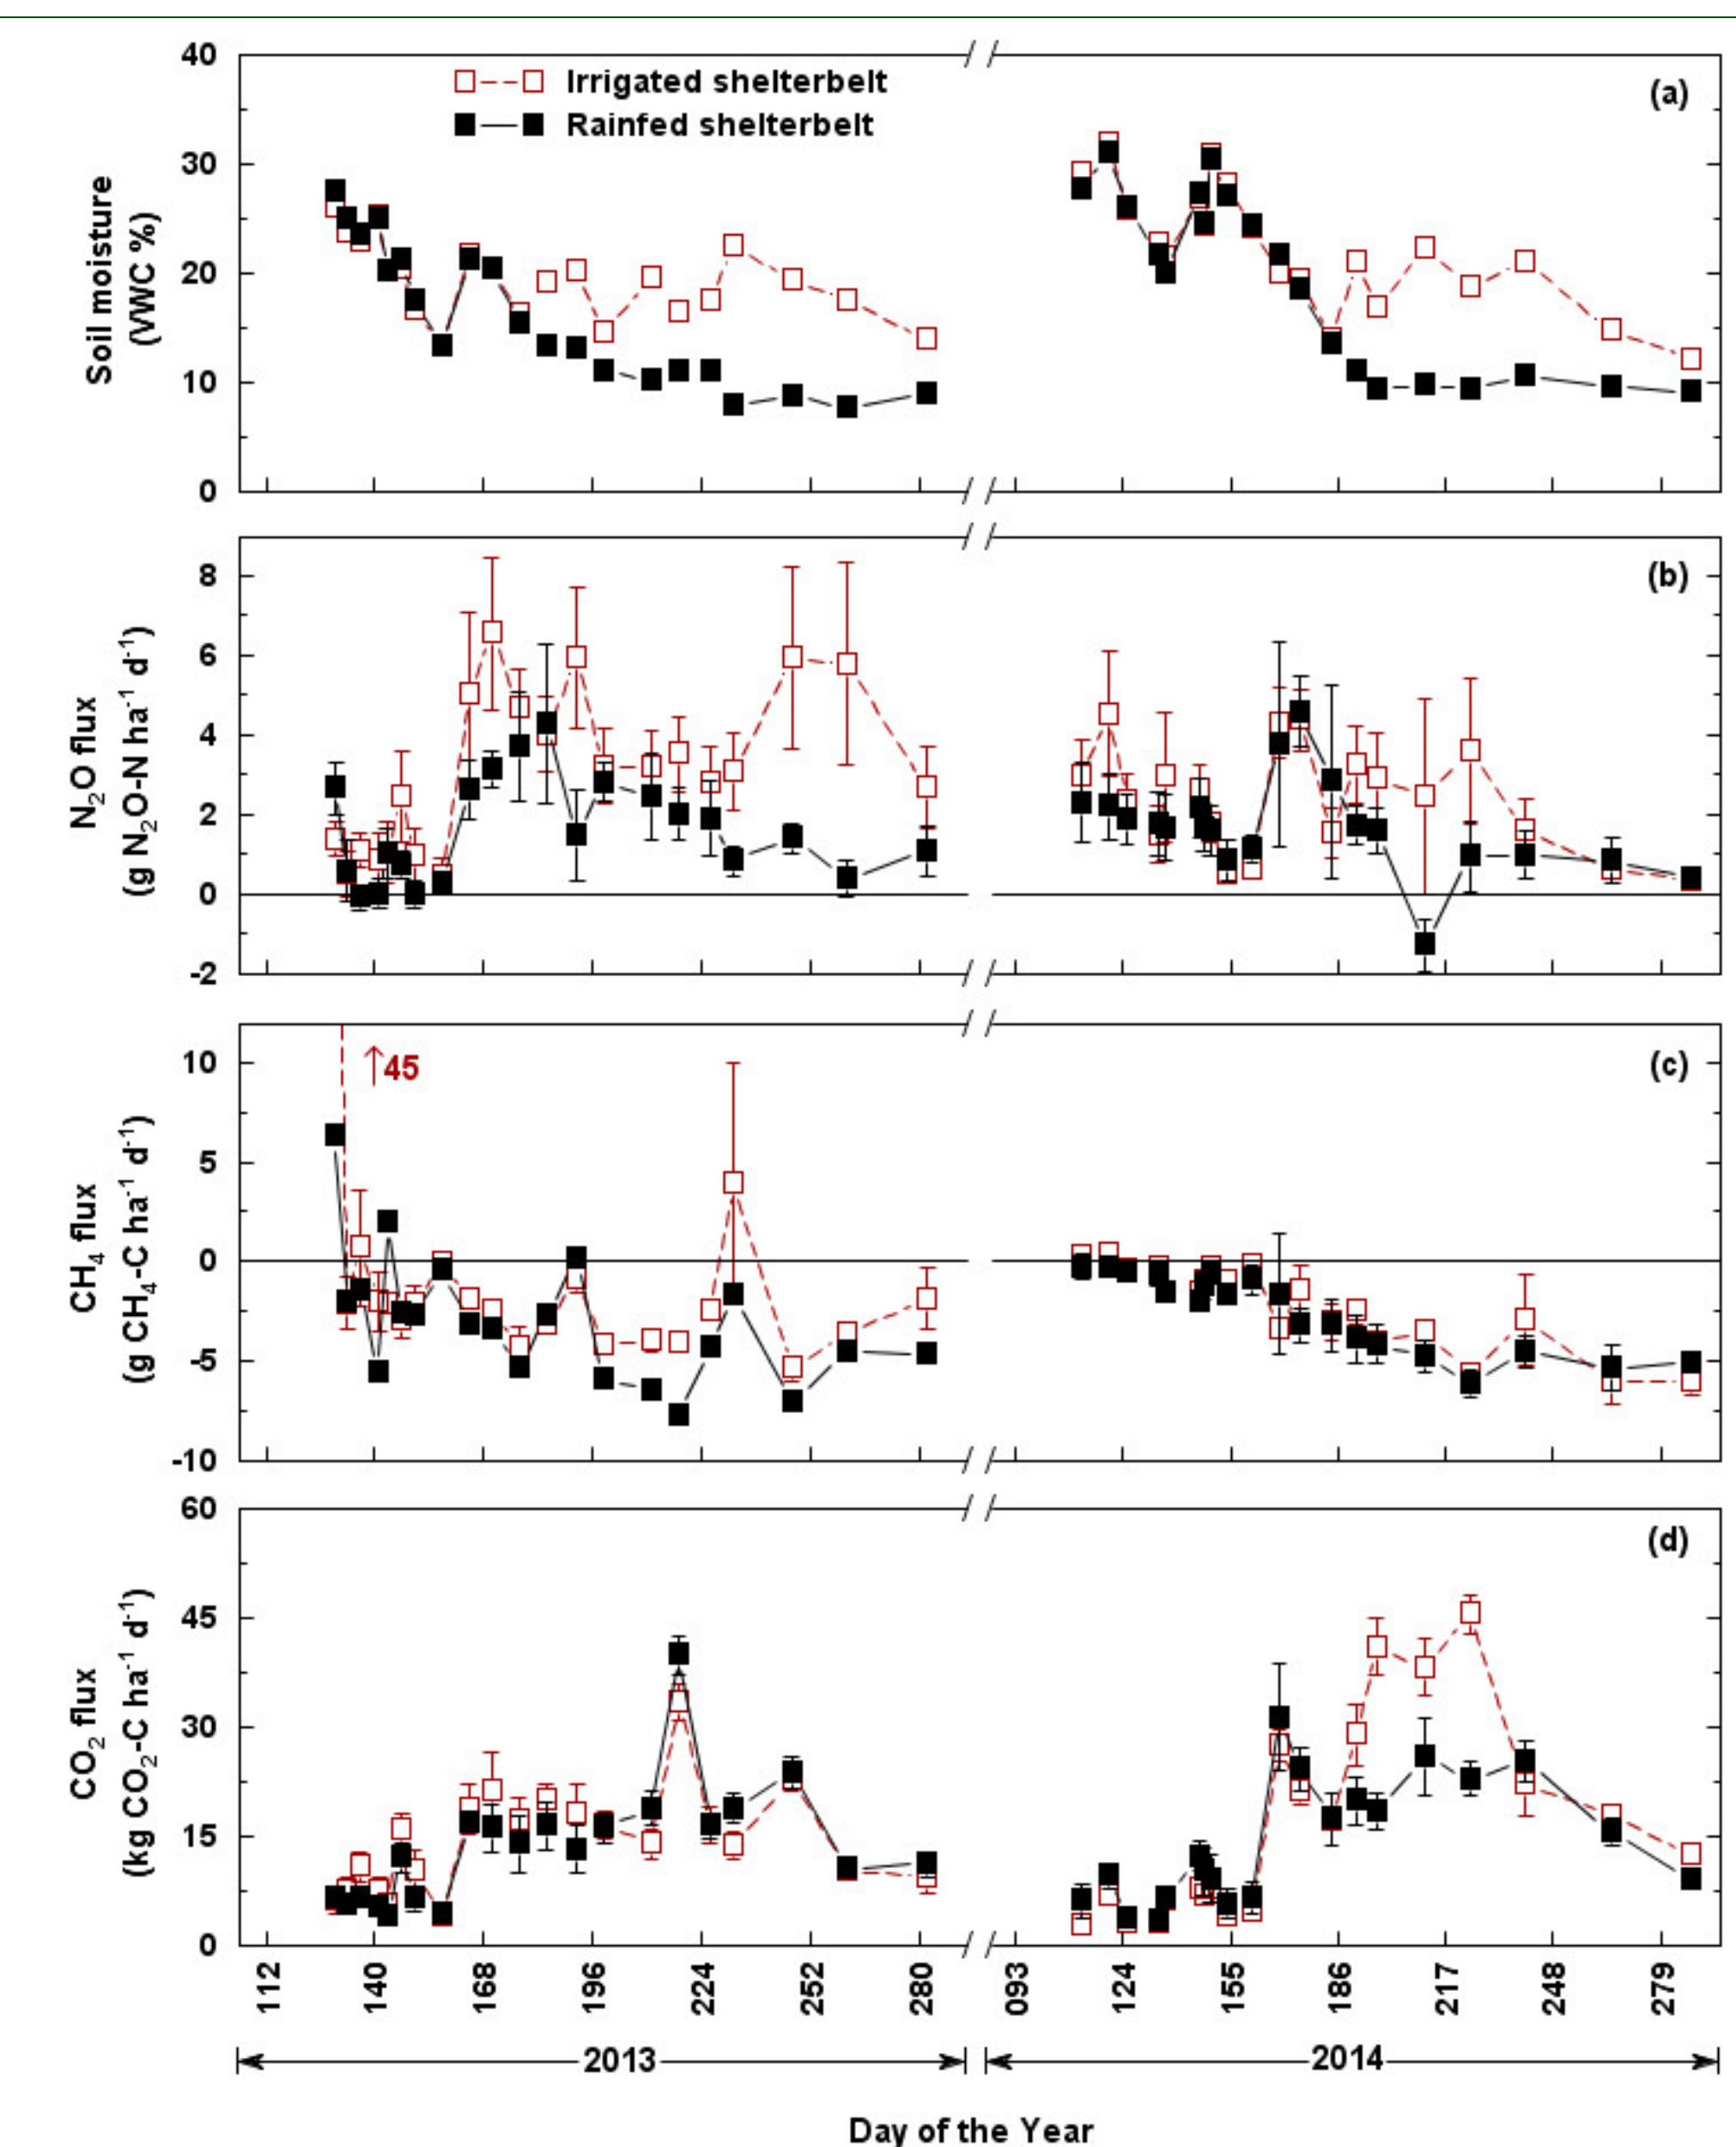 40
30
20
10
0
Soil moisture
(VWC %)
Irrigated shelterbelt
Rainfed shelterbelt
(a)
8
6
4
2
0
-2
N₂O flux
(g N₂O-N ha⁻¹ d⁻¹)
(b)
10
5
0
-5
-10
CH₄ flux
(g CH₄-C ha⁻¹ d⁻¹)
↑45
(c)
60
45
30
15
0
CO₂ flux
(kg CO₂-C ha⁻¹ d⁻¹)
(d)
112 140 168 196 224 252 280 093 124 155 186 217 248 279
2013 2014
Day of the Year